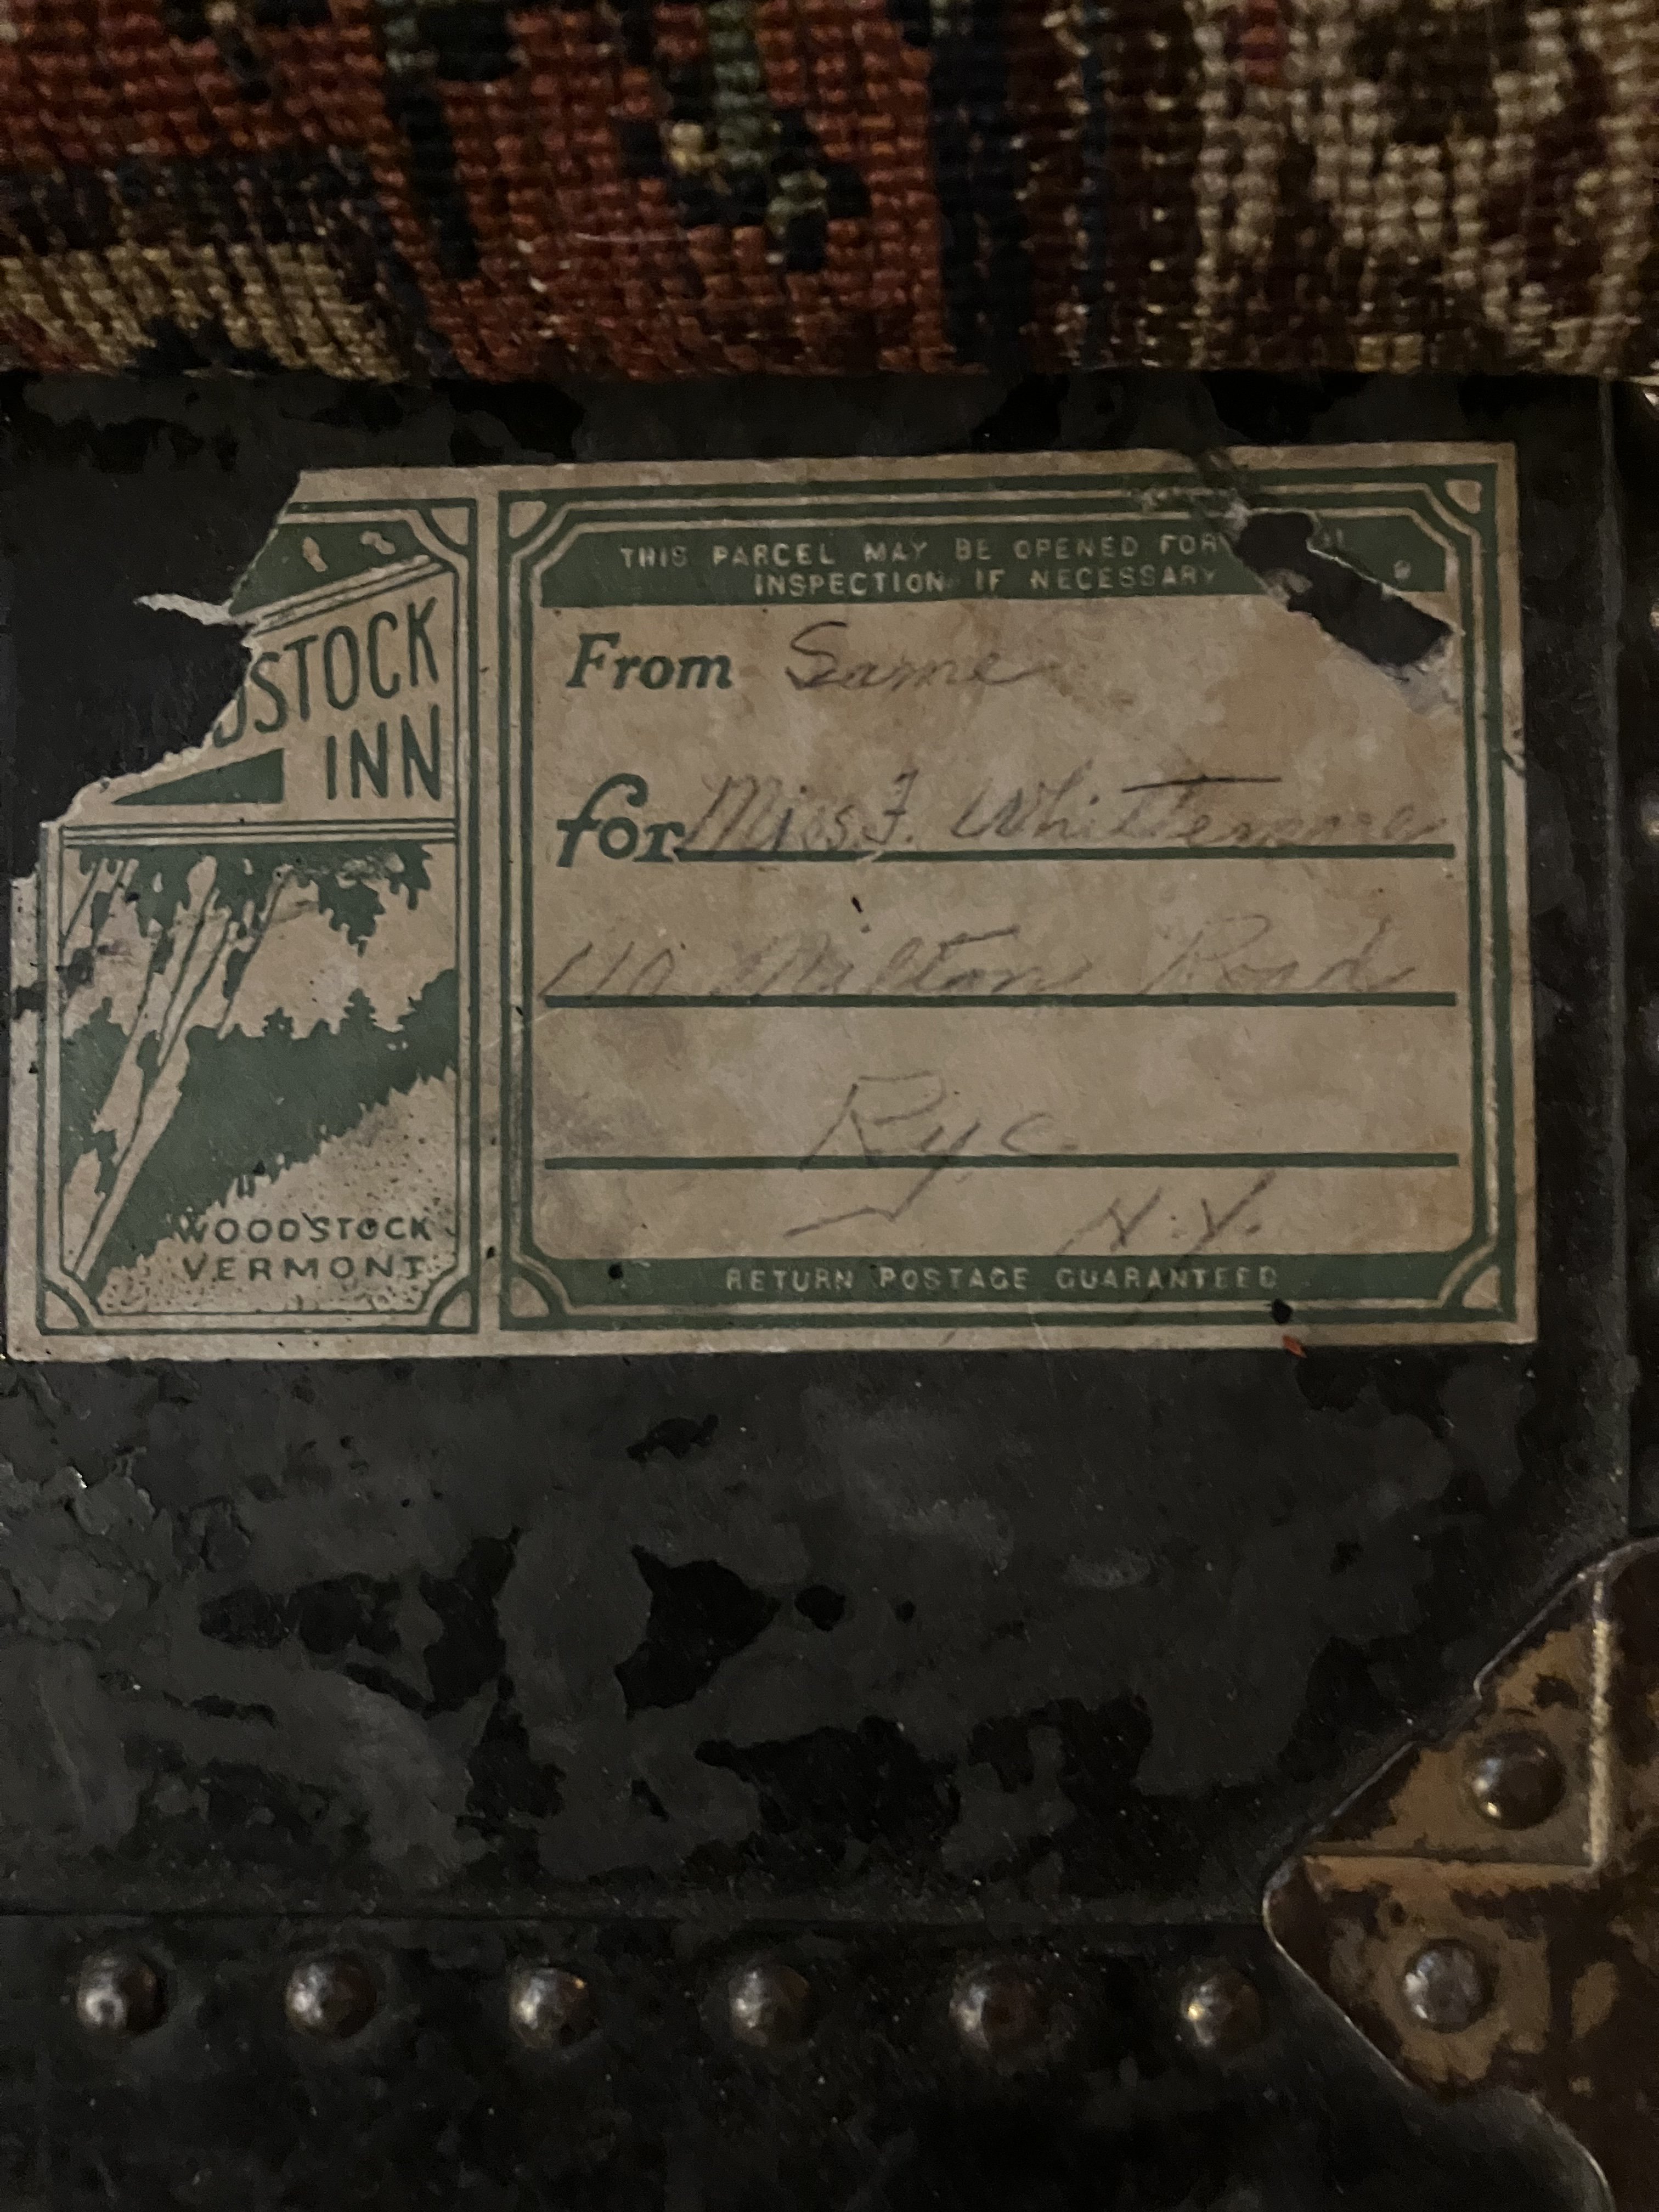 STOCK
INN
WOODSTOCK
VERMONT
THIS PARCEL MAY BE OPENED FOR
INSPECTION IF NECESSARY
From Same
for Miss F. Whittemore
110 Milton Road
Rye
N.Y.
RETURN POSTAGE GUARANTEED